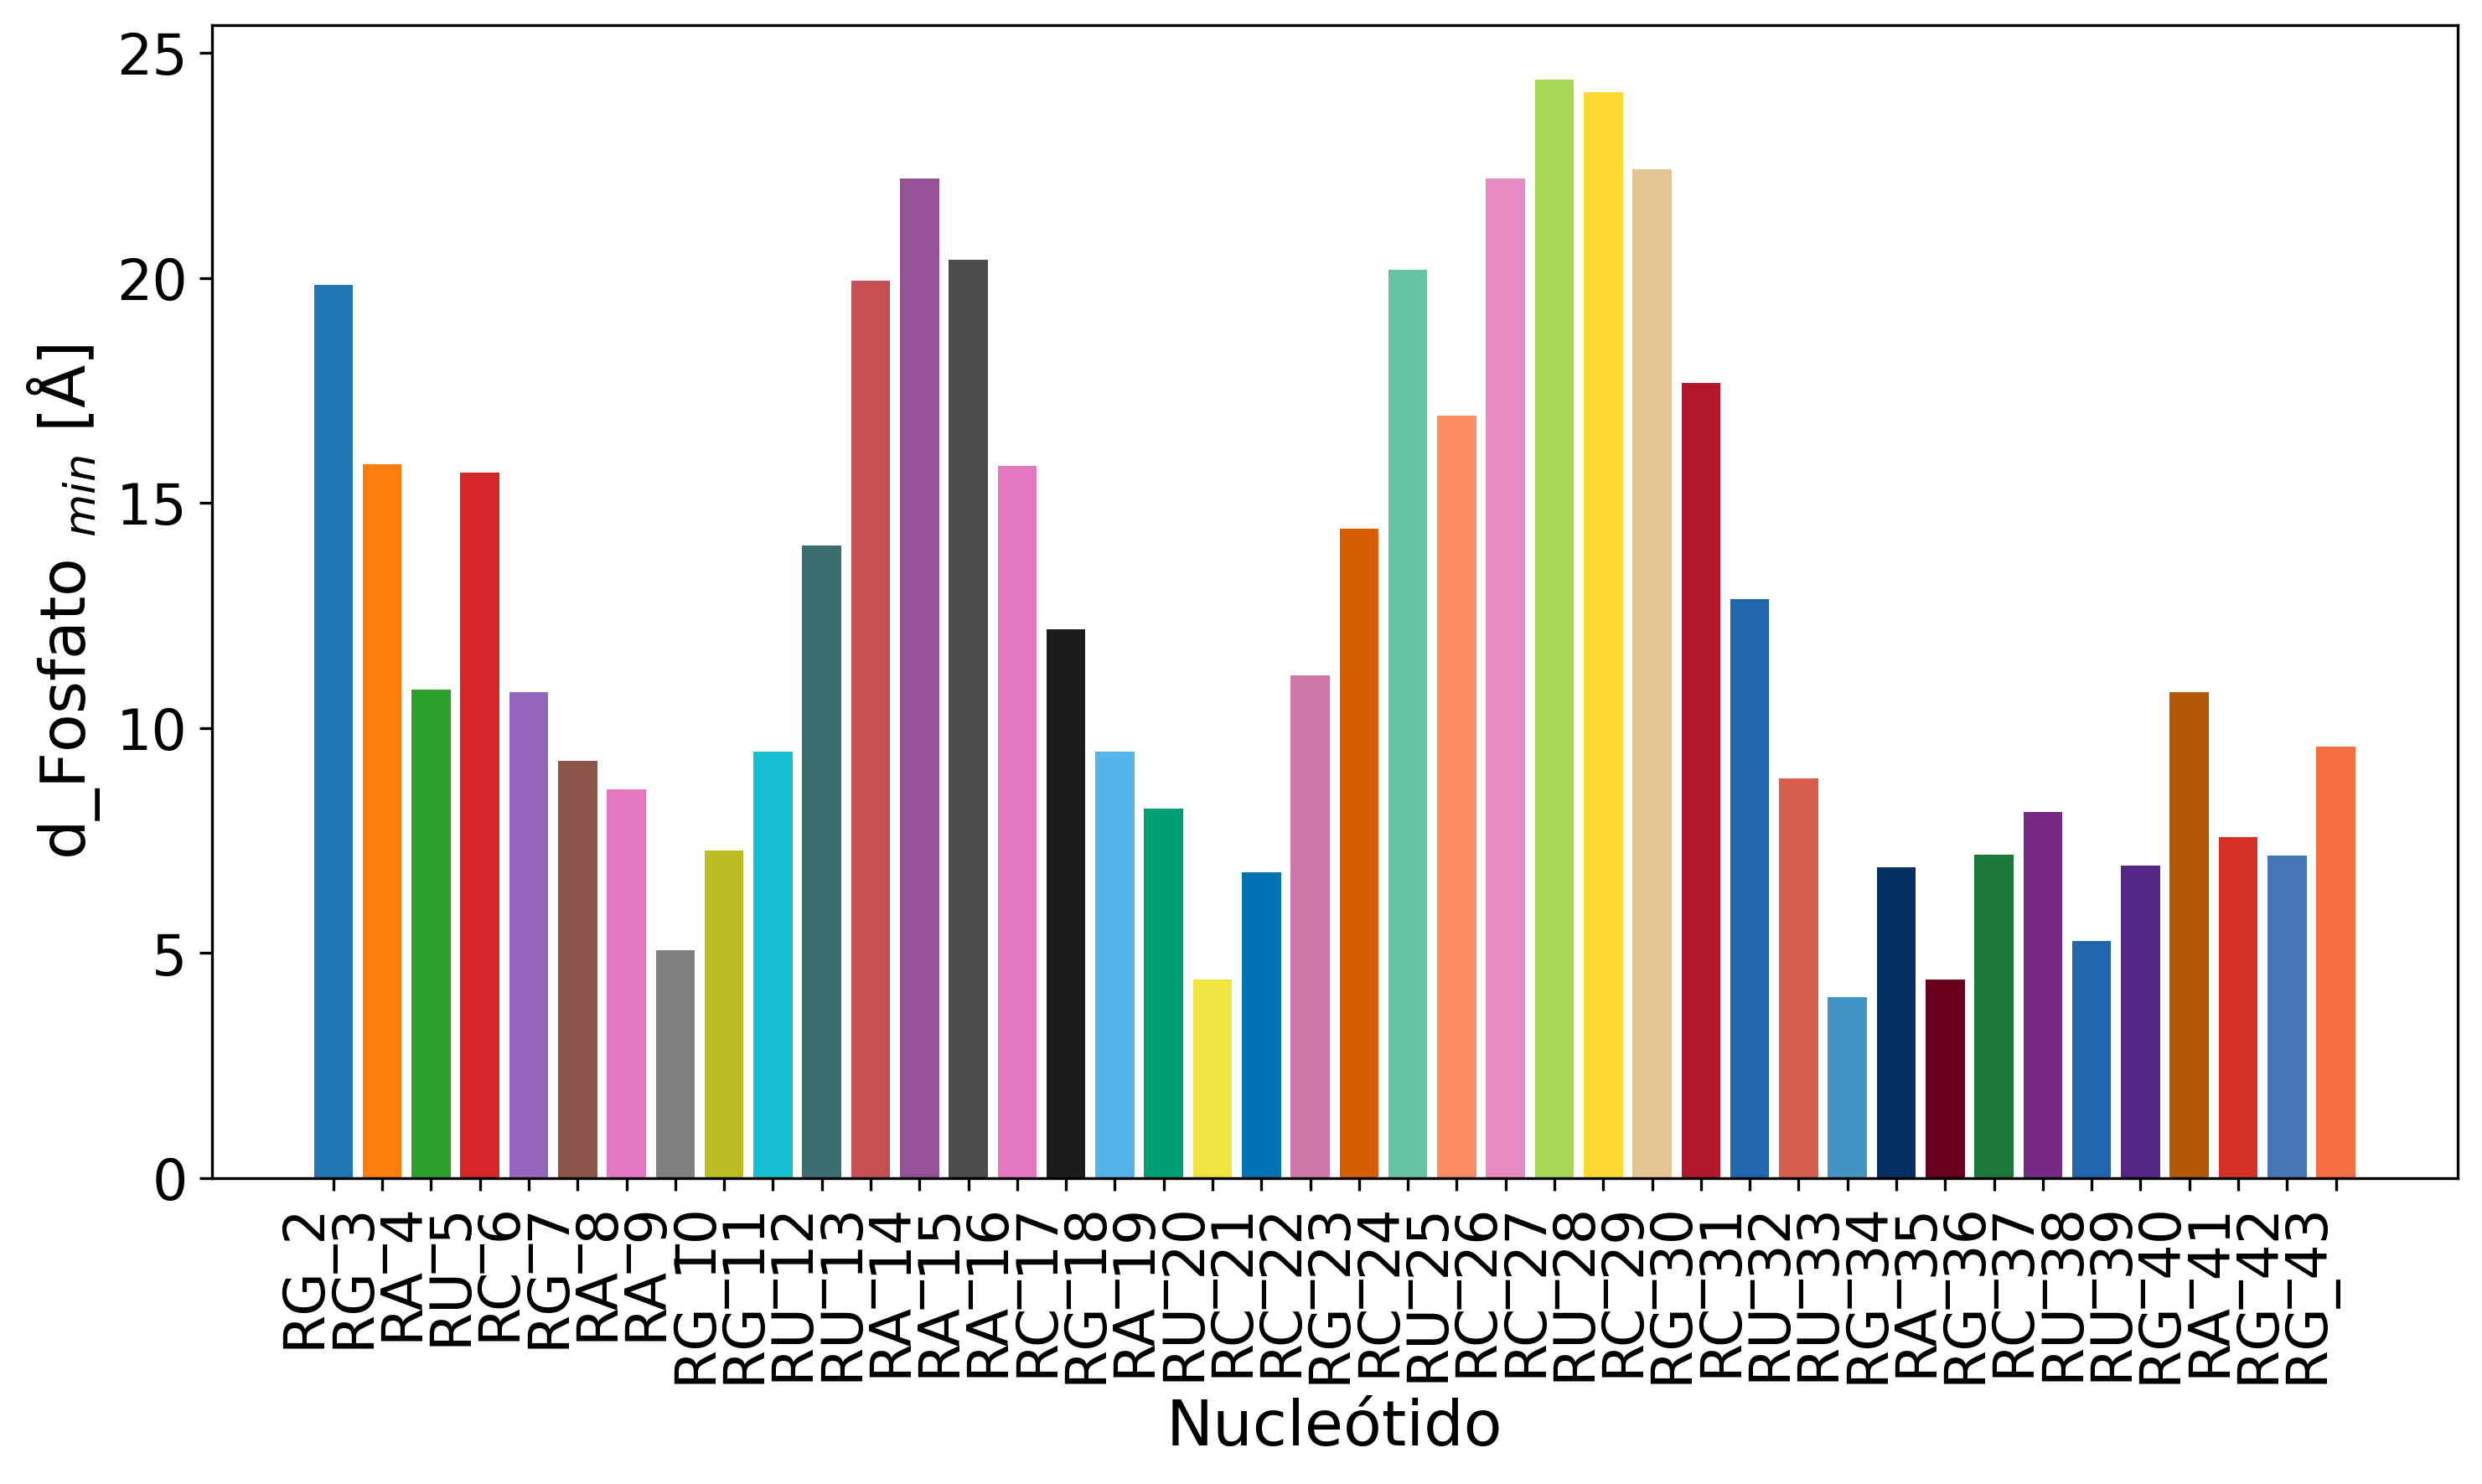 25
20
15
10
5
0
d_Fosfato min [Å]
RG_2
RG_3
RA_4
RU_5
RC_6
RG_7
RA_8
RA_9
RG_10
RG_11
RU_12
RU_13
RA_14
RA_15
RA_16
RC_17
RG_18
RA_19
RU_20
RC_21
RC_22
RG_23
RC_24
RU_25
RC_26
RC_27
RU_28
RC_29
RG_30
RC_31
RU_32
RU_33
RG_34
RA_35
RG_36
RC_37
RU_38
RU_39
RG_40
RA_41
RG_42
RG_43
Nucleótido